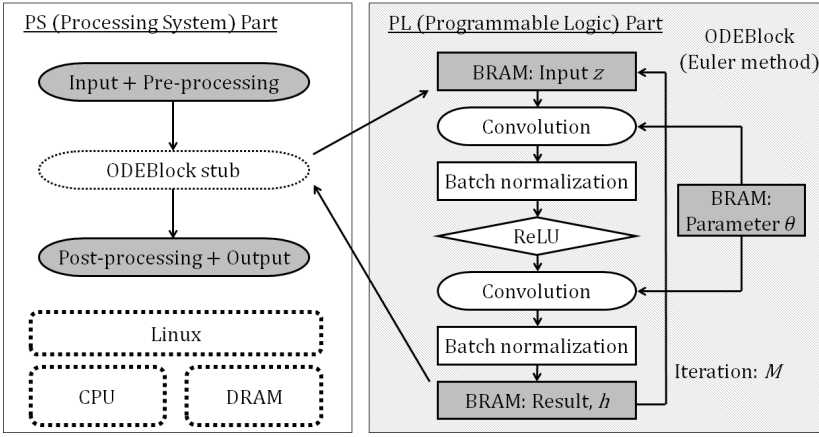 PS (Processing System) Part
Input + Pre-processing
ODEBlock stub
Post-processing + Output
Linux
CPU
DRAM
PL (Programmable Logic) Part
ODEBlock
(Euler method)
BRAM: Input z
Convolution
Batch normalization
ReLU
Convolution
Batch normalization
BRAM: Result, h
BRAM:
Parameter θ
Iteration: M